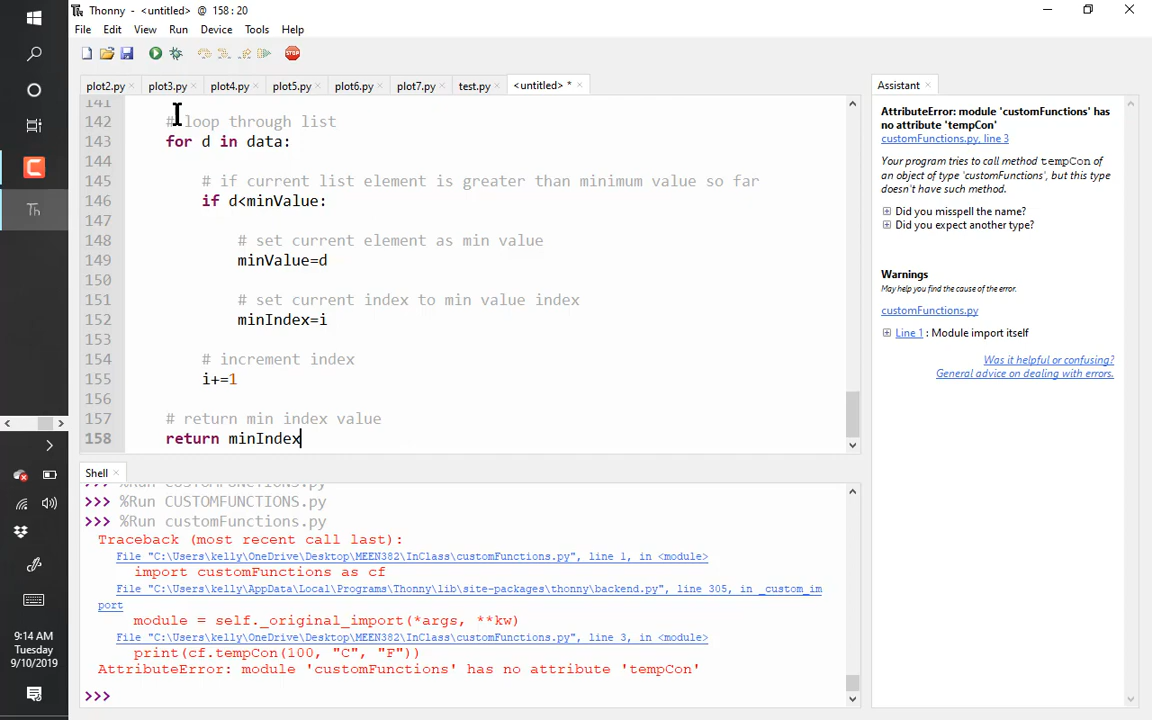 Thonny - <untitled> @ 158 : 20
File Edit View Run Device Tools Help
plot2.py plot3.py plot4.py plot5.py plot6.py plot7.py test.py <untitled> *
141
142 # loop through list
143 for d in data:
144
145 # if current list element is greater than minimum value so far
146 if d<minValue:
147
148 # set current element as min value
149 minValue=d
150
151 # set current index to min value index
152 minIndex=i
153
154 # increment index
155 i+=1
156
157 # return min index value
158 return minIndex
Shell
>>> %Run CUSTOMFUNCTIONS.py
>>> %Run CUSTOMFUNCTIONS.py
>>> %Run customFunctions.py
Traceback (most recent call last):
File "C:\Users\kelly\OneDrive\Desktop\MEEN382\InClass\customFunctions.py", line 1, in <module>
import customFunctions as cf
File "C:\Users\kelly\AppData\Local\Programs\Thonny\lib\site-packages\thonny\backend.py", line 305, in _custom_im
port
module = self._original_import(*args, **kw)
File "C:\Users\kelly\OneDrive\Desktop\MEEN382\InClass\customFunctions.py", line 3, in <module>
print(cf.tempCon(100, "C", "F"))
AttributeError: module 'customFunctions' has no attribute 'tempCon'
>>>
Assistant
AttributeError: module 'customFunctions' has
no attribute 'tempCon'
customFunctions.py, line 3
Your program tries to call method tempCon of
an object of type 'customFunctions', but this type
doesn't have such method.
Did you misspell the name?
Did you expect another type?
Warnings
May help you find the cause of the error.
customFunctions.py
Line 1 : Module import itself
Was it helpful or confusing?
General advice on dealing with errors.
Th
9:14 AM
Tuesday
9/10/2019